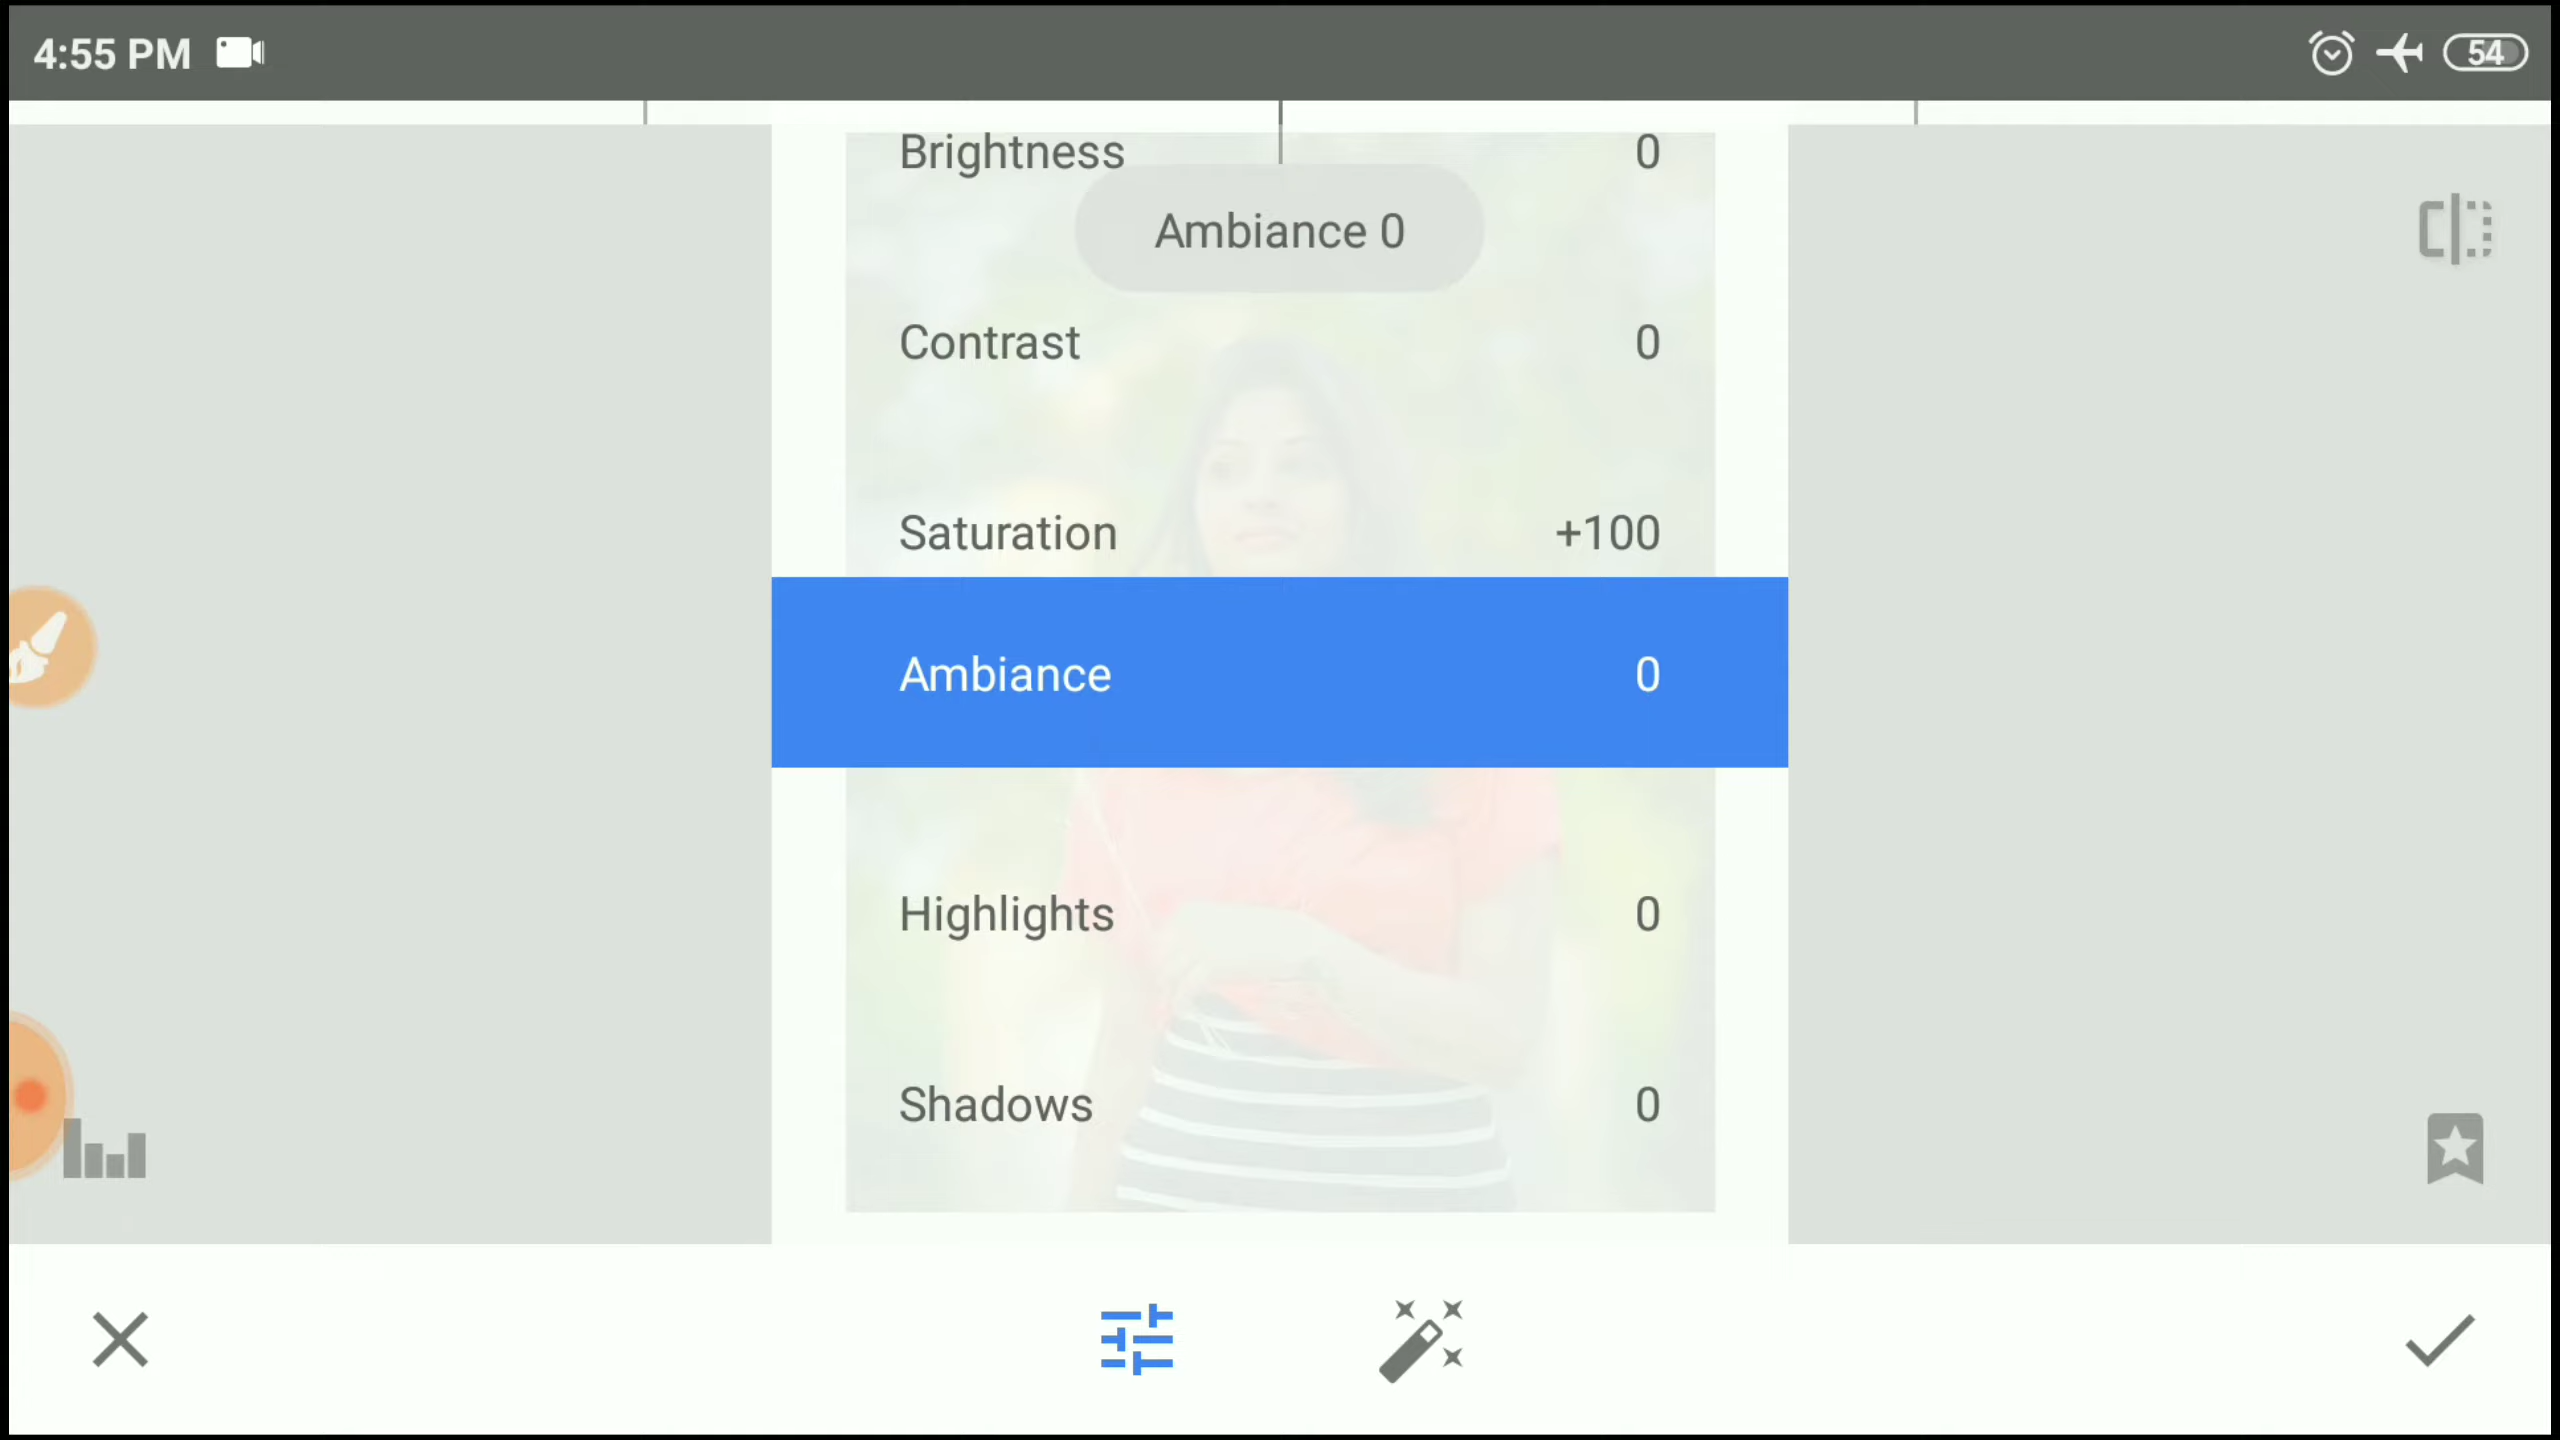 4:55 PM
54
Brightness 0
Ambiance 0
Contrast 0
Saturation +100
Ambiance 0
Highlights 0
Shadows 0